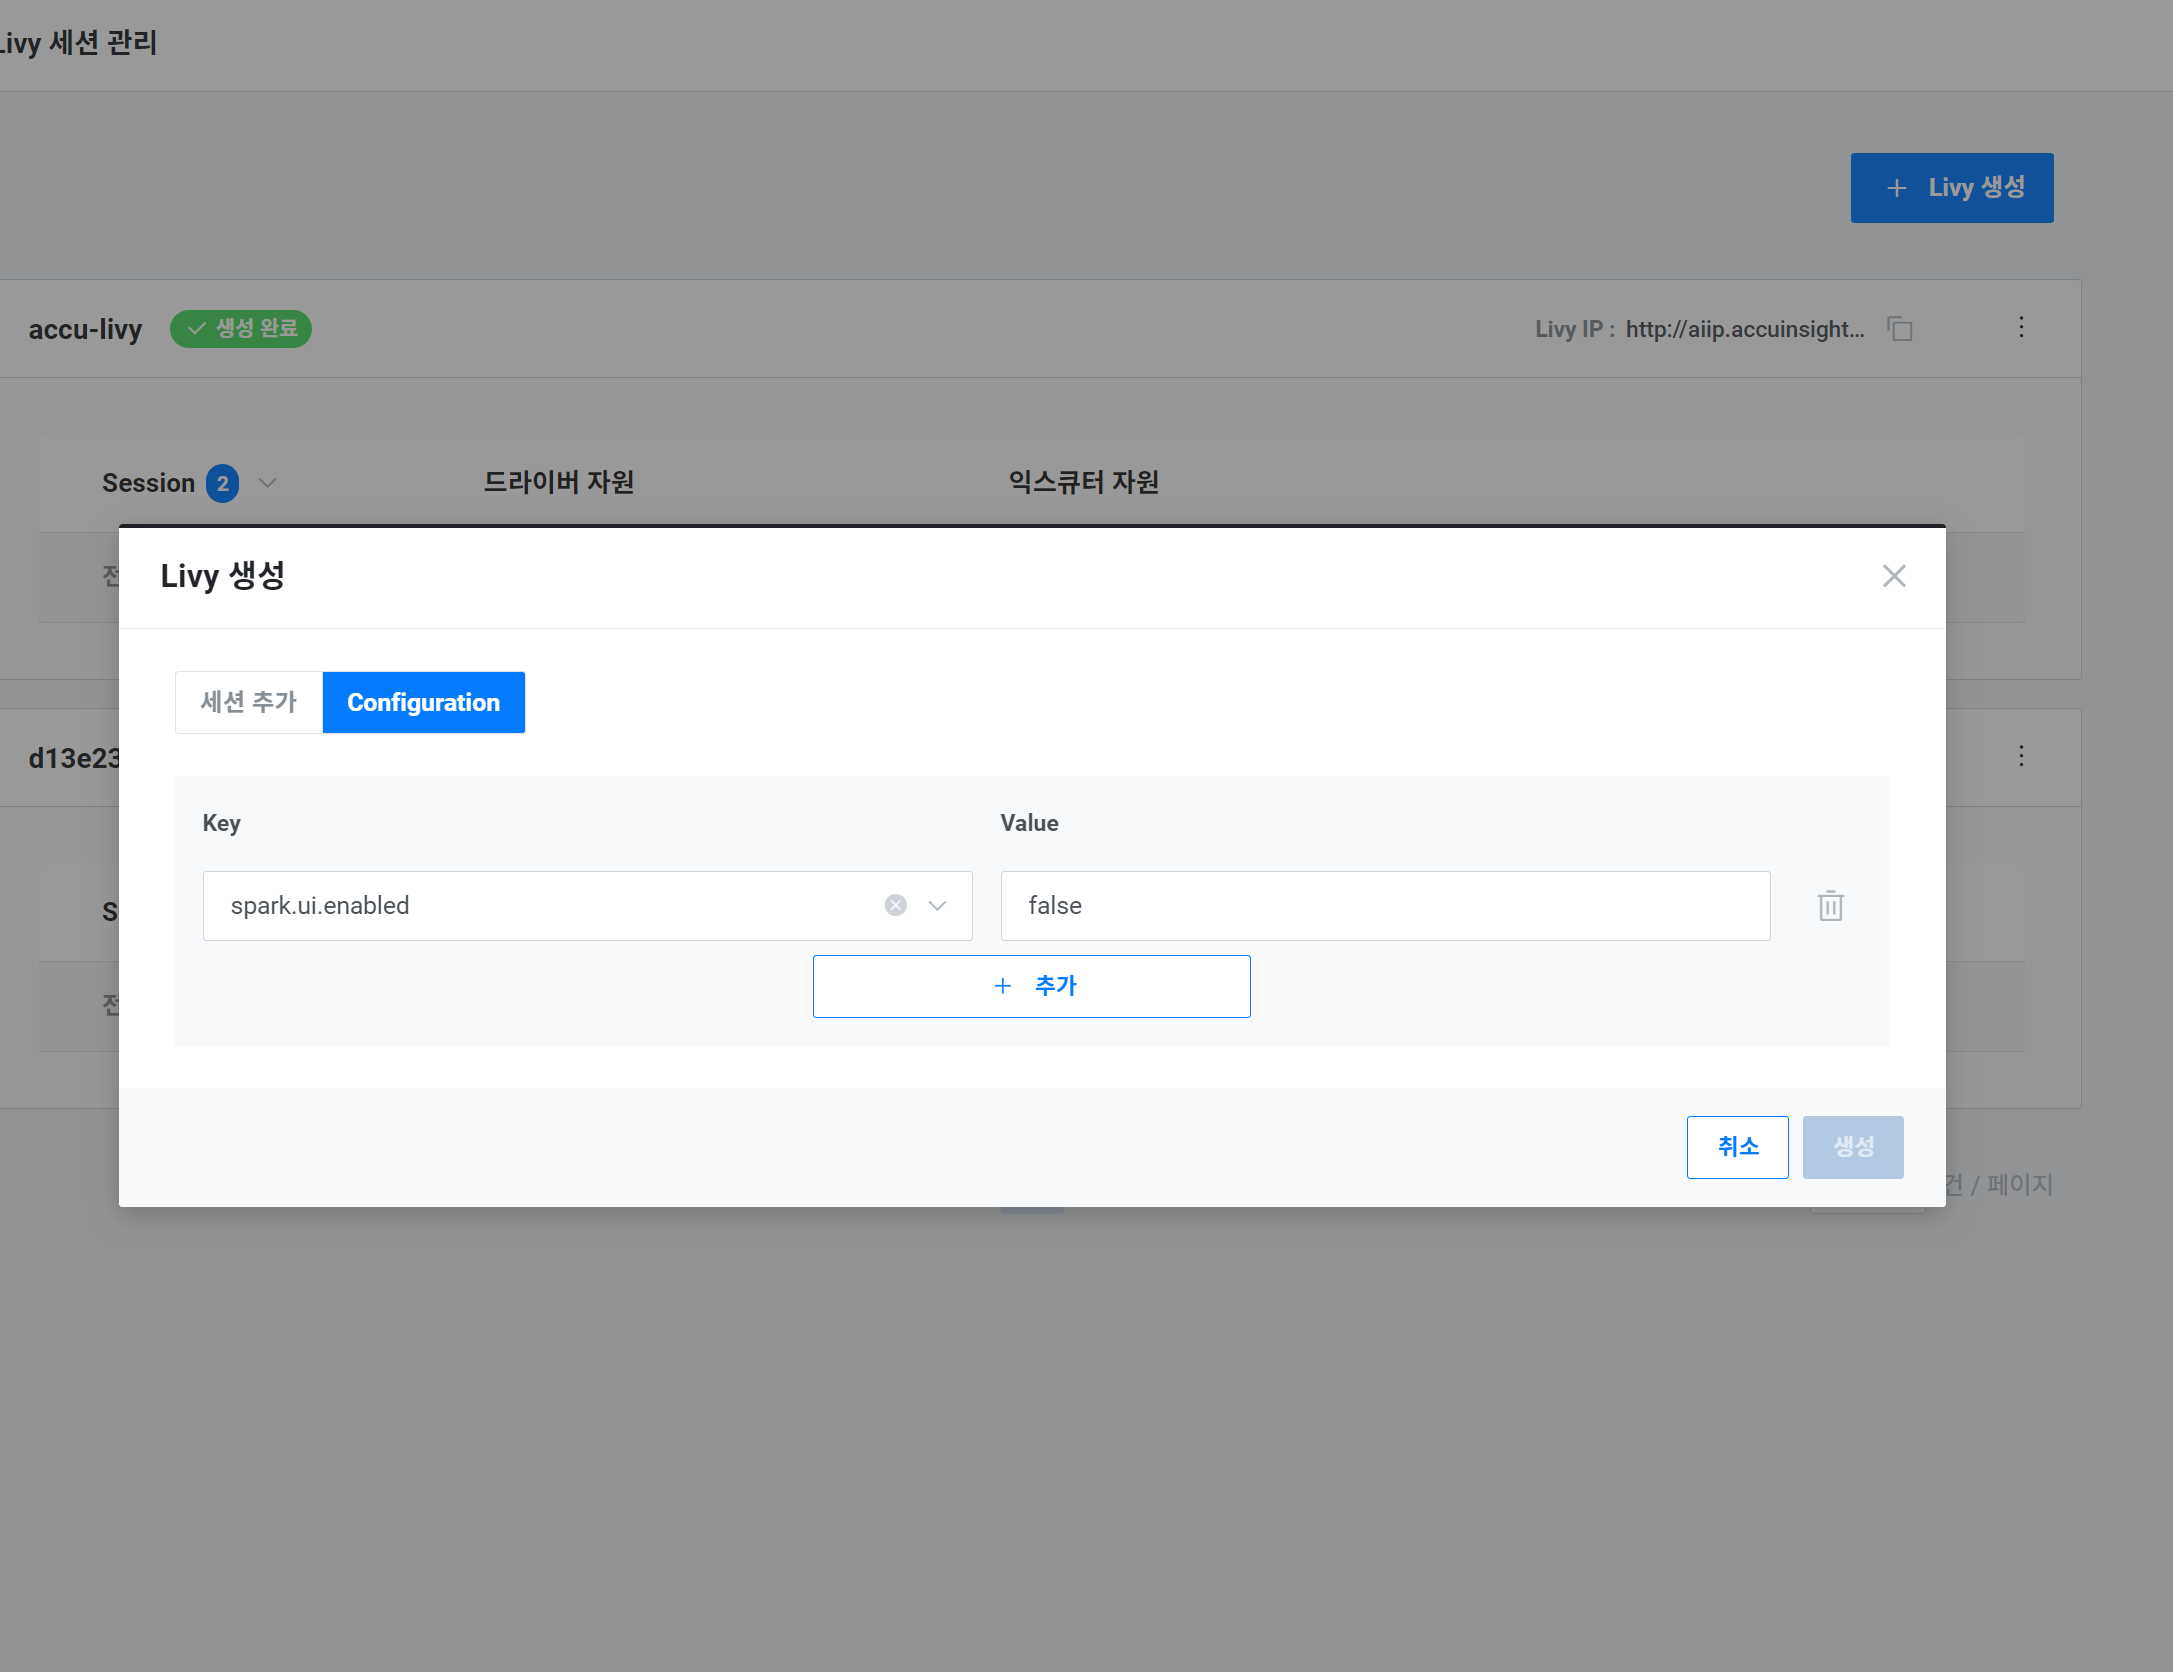 Livy 세션 관리
+ Livy 생성
accu-livy 생성 완료 Livy IP : http://aiip.accuinsight...
Session 2 드라이버 자원 익스큐터 자원
Livy 생성
세션 추가 Configuration
Key Value
spark.ui.enabled false
+ 추가
취소 생성
d13e23
건 / 페이지